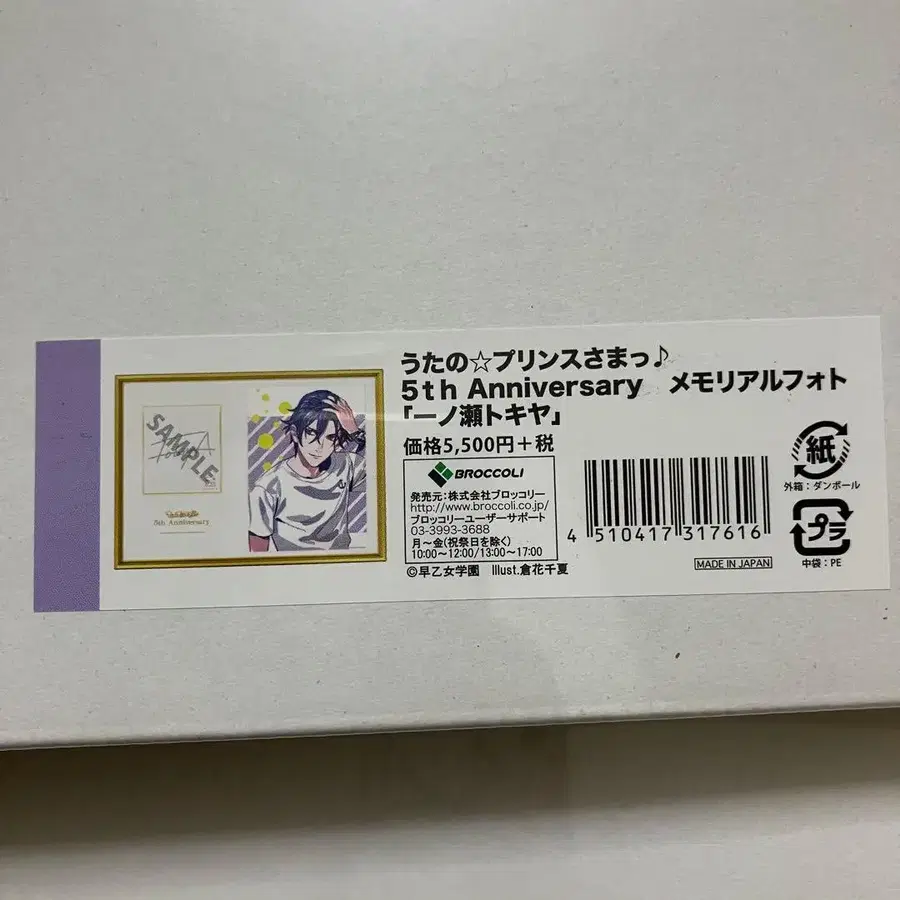 うたの☆プリンスさまっ♪
5th Anniversary　メモリアルフォト
「一ノ瀬トキヤ」
価格5,500円＋税
BROCCOLI
発売元：株式会社ブロッコリー
http://www.broccoli.co.jp/
ブロッコリーユーザーサポート
03-3993-3688
月～金(祝祭日を除く)
10:00～12:00/13:00～17:00
©早乙女学園　Illust.倉花千夏
4 510417 317616
MADE IN JAPAN
紙
外箱：ダンボール
プラ
中袋：PE
SAMPLE
5th Anniversary